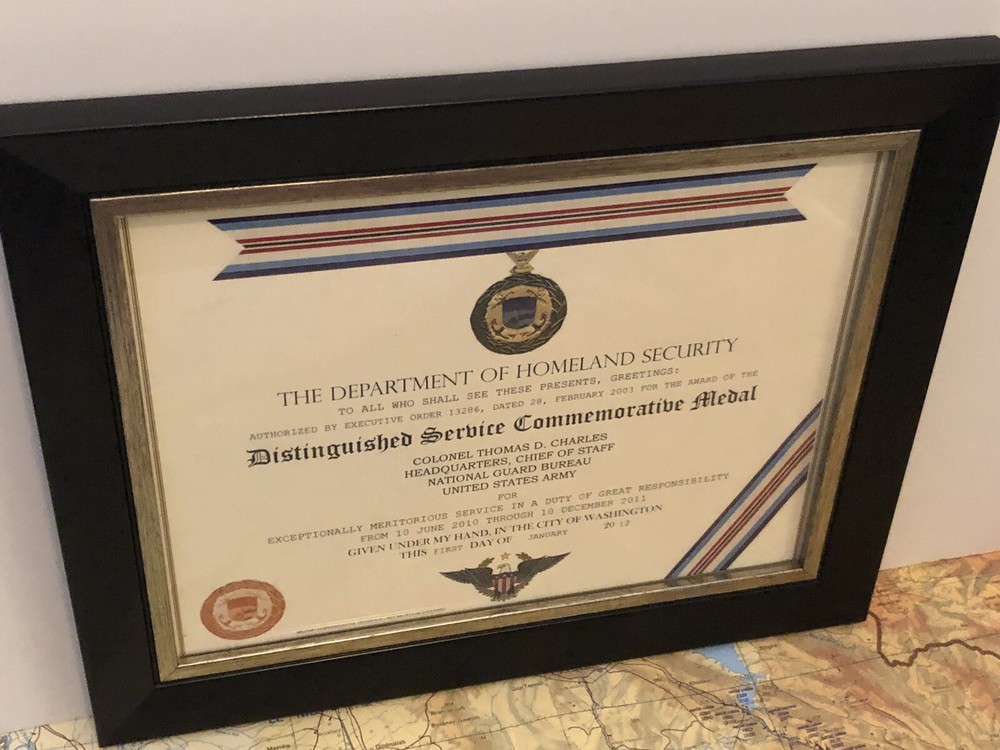 THE DEPARTMENT OF HOMELAND SECURITY
TO ALL WHO SHALL SEE THESE PRESENTS, GREETINGS:
AUTHORIZED BY EXECUTIVE ORDER 13286, DATED 28, FEBRUARY 2003 FOR THE AWARD OF THE
Distinguished Service Commemorative Medal
COLONEL THOMAS D. CHARLES
HEADQUARTERS, CHIEF OF STAFF
NATIONAL GUARD BUREAU
UNITED STATES ARMY
FOR
EXCEPTIONALLY MERITORIOUS SERVICE IN A DUTY OF GREAT RESPONSIBILITY
FROM 10 JUNE 2010 THROUGH 10 DECEMBER 2011
GIVEN UNDER MY HAND, IN THE CITY OF WASHINGTON
THIS FIRST DAY OF JANUARY 20 12